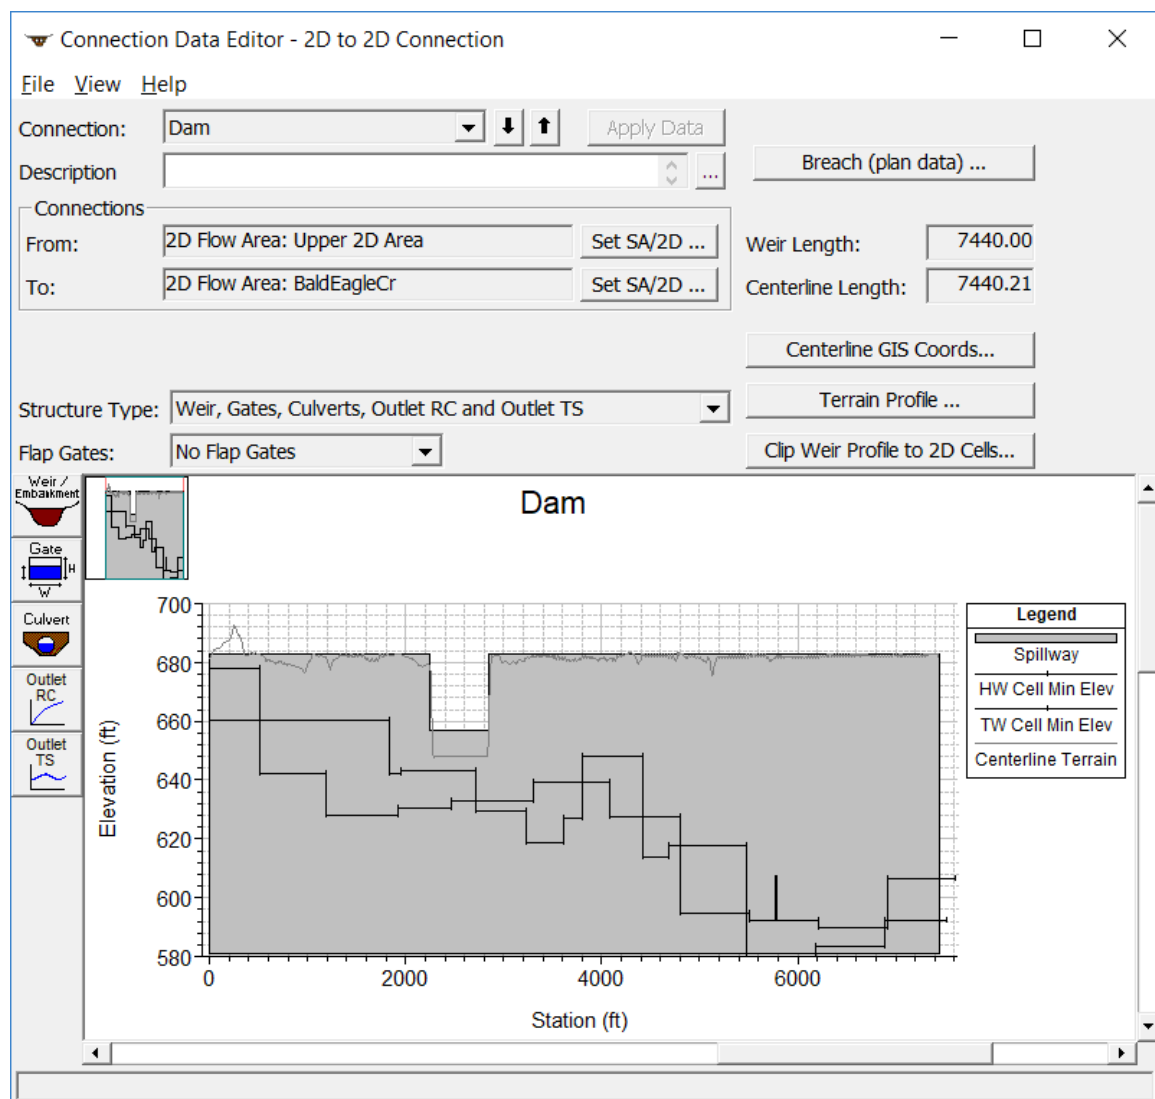 Connection Data Editor - 2D to 2D Connection
File View Help
Connection: Dam Apply Data
Description ... Breach (plan data) ...
Connections
From: 2D Flow Area: Upper 2D Area Set SA/2D ... Weir Length: 7440.00
To: 2D Flow Area: BaldEagleCr Set SA/2D ... Centerline Length: 7440.21
Centerline GIS Coords...
Structure Type: Weir, Gates, Culverts, Outlet RC and Outlet TS Terrain Profile ...
Flap Gates: No Flap Gates Clip Weir Profile to 2D Cells...
Weir /
Embankment
Gate
H
W
Culvert
Outlet
RC
Outlet
TS
Dam
700
680
660
640
620
600
580
Elevation (ft)
0 2000 4000 6000
Station (ft)
Legend
Spillway
HW Cell Min Elev
TW Cell Min Elev
Centerline Terrain